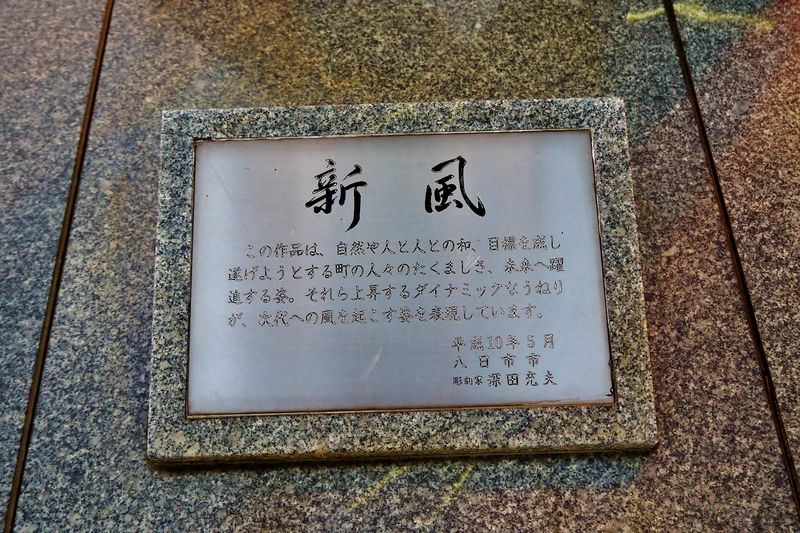 新風
この作品は、自然や人と人との和、目標を成し
遂げようとする町の人々のたくましさ、未来へ躍
進する姿。それら上昇するダイナミックなうねり
が、次代への風を起こす姿を表現しています。
平成10年5月
八日市市
彫刻家 深田充夫